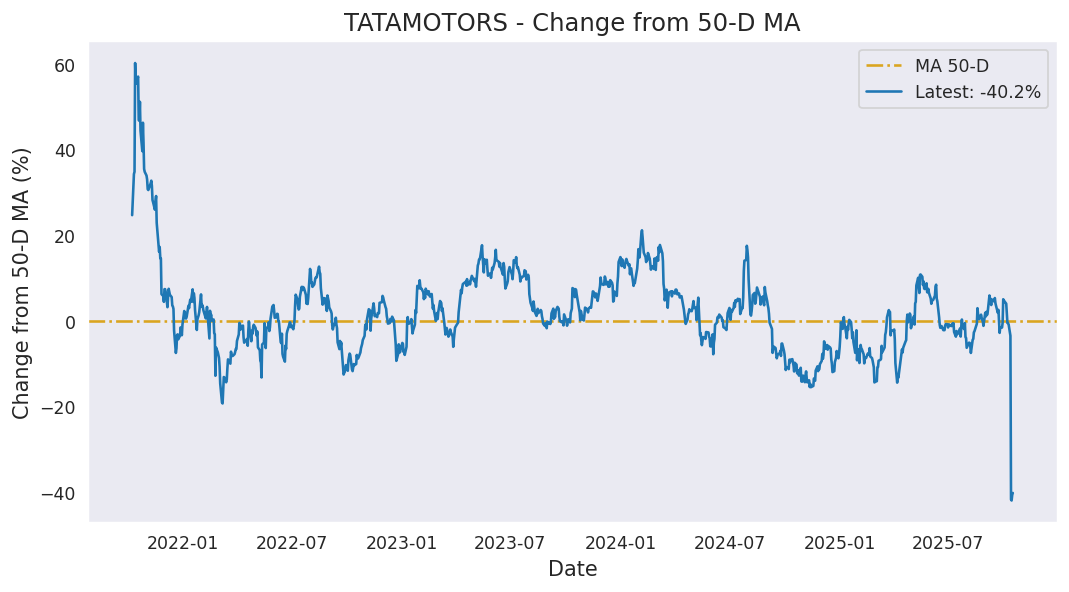 TATAMOTORS - Change from 50-D MA
MA 50-D
Latest: -40.2%
Change from 50-D MA (%)
60
40
20
0
−20
−40
2022-01
2022-07
2023-01
2023-07
2024-01
2024-07
2025-01
2025-07
Date